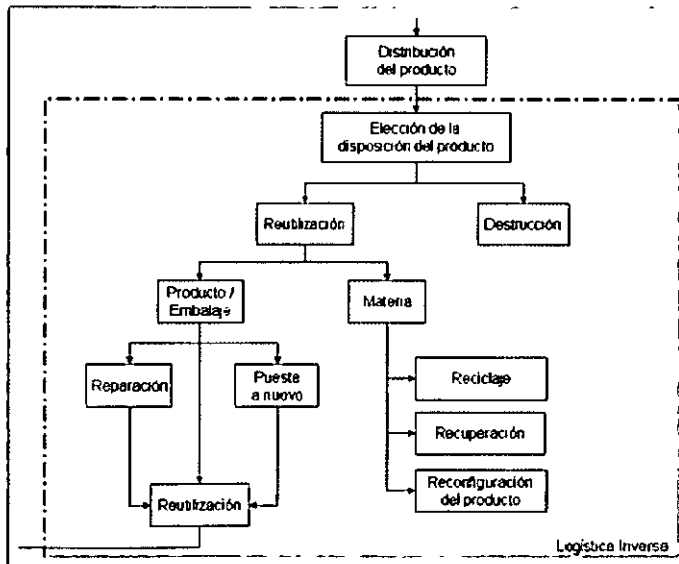 Distribución
del producto
Elección de la
disposición del producto
Reutilización
Destrucción
Producto /
Embalaje
Materia
Reparación
Puesta
a nuevo
Reciclaje
Recuperación
Reutilización
Reconfiguración
del producto
Logística Inversa